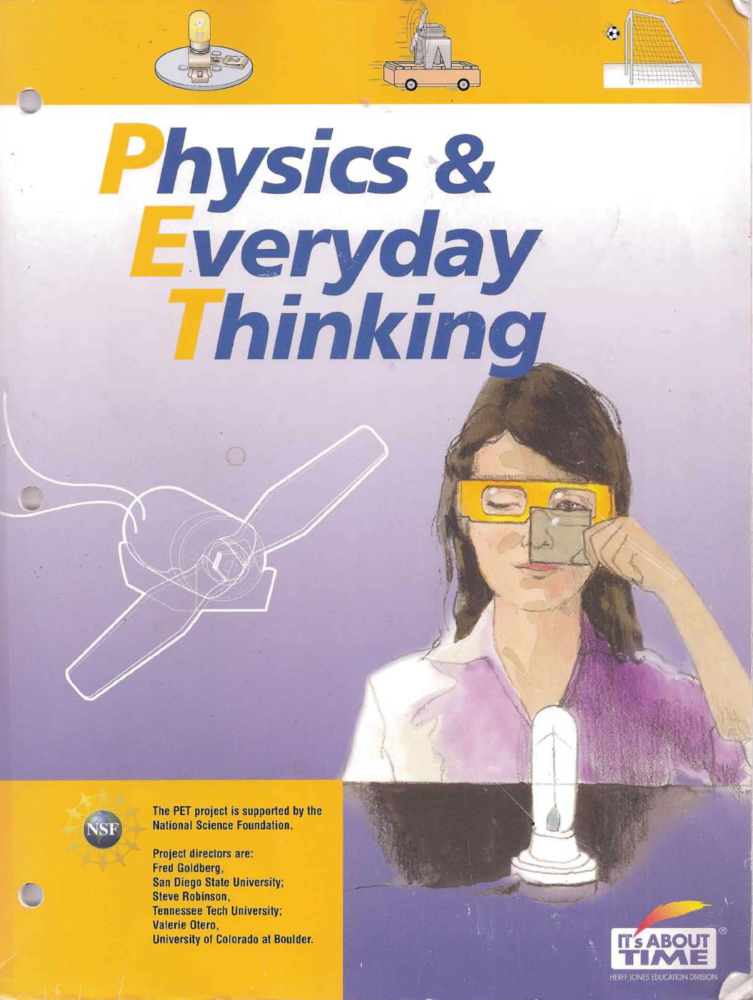 Physics &
Everyday
Thinking
NSF
The PET project is supported by the
National Science Foundation.
Project directors are:
Fred Goldberg,
San Diego State University;
Steve Robinson,
Tennessee Tech University;
Valerie Otero,
University of Colorado at Boulder.
IT's ABOUT
TIME
®
HERFF JONES EDUCATION DIVISION